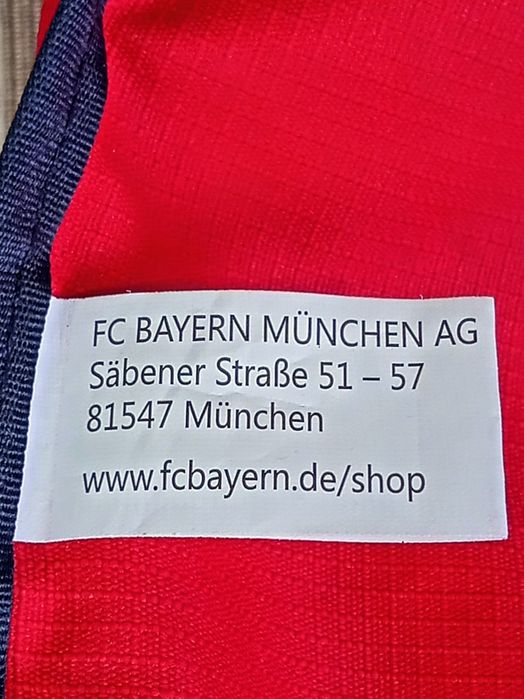 FC BAYERN MÜNCHEN AG
Säbener Straße 51 – 57
81547 München
www.fcbayern.de/shop